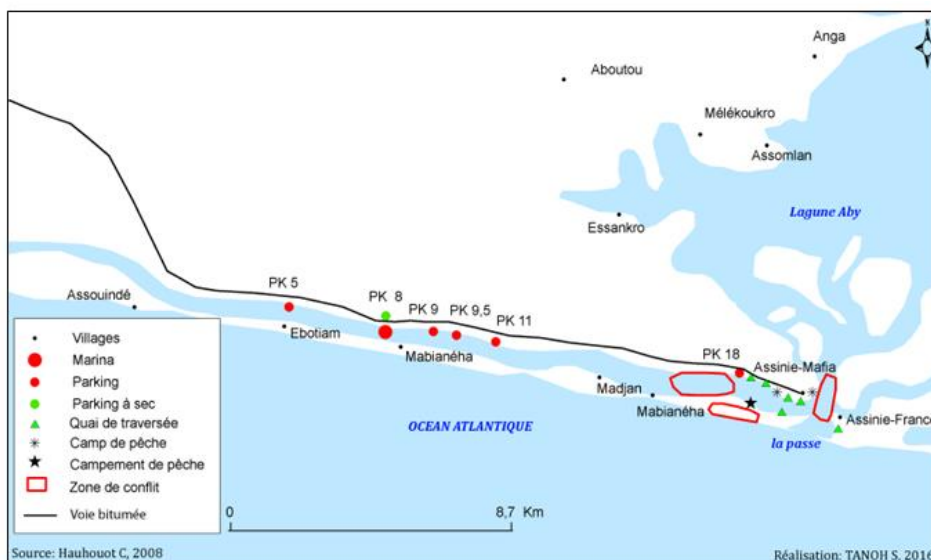 Anga
N
Aboutou
Mélékoukro
Assomlan
Lagune Aby
Essankro
PK 5
PK 8
PK 9
PK 9,5
PK 11
Assouindé
Ebotiam
Mabianéha
PK 18
Assinie-Mafia
Madjan
Mabianéha
Assinie-France
OCEAN ATLANTIQUE
la passe
Villages
Marina
Parking
Parking à sec
Quai de traversée
Camp de pêche
Campement de pêche
Zone de conflit
Voie bitumée
0
8,7 Km
Source: Hauhouot C, 2008
Réalisation: TANOH S, 2016